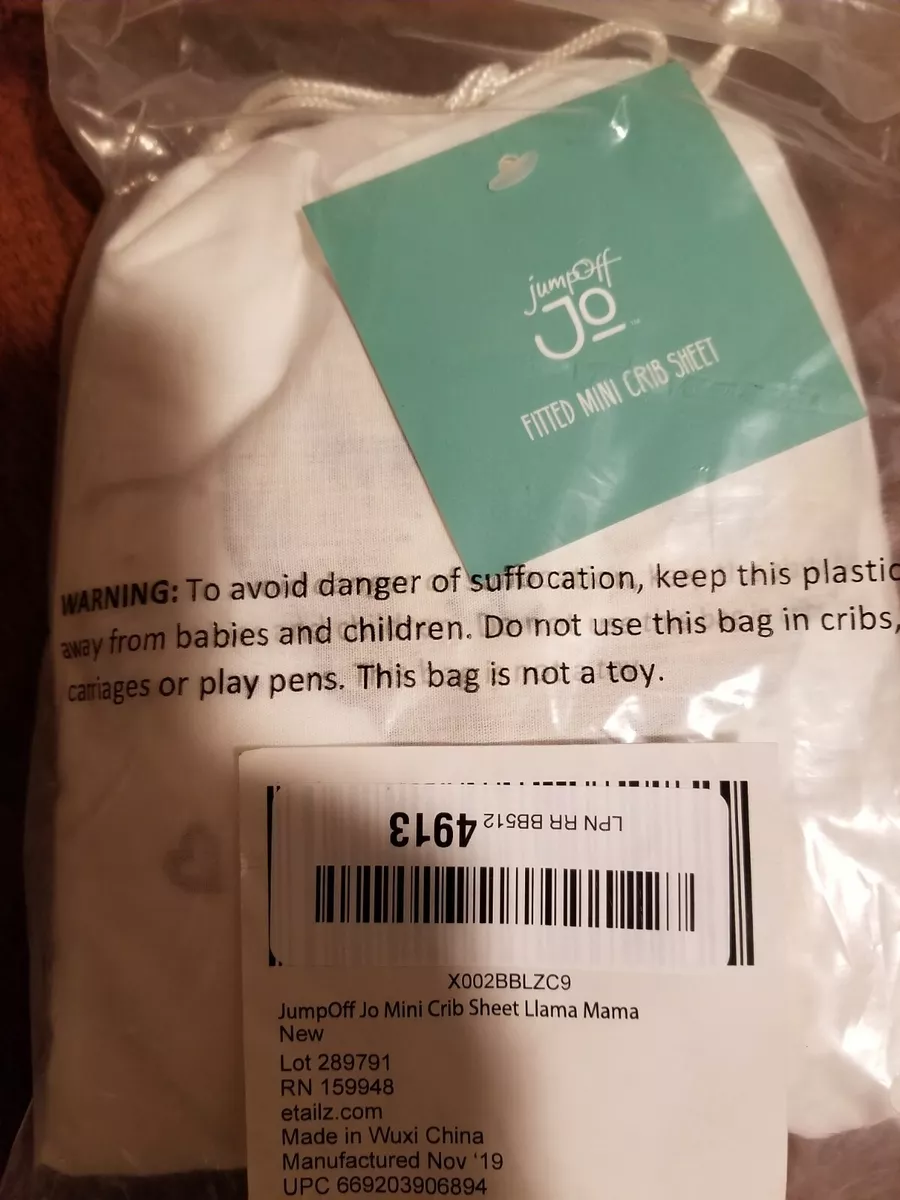 jumpOff
Jo™
FITTED MINI CRIB SHEET
WARNING: To avoid danger of suffocation, keep this plastic
away from babies and children. Do not use this bag in cribs,
carriages or play pens. This bag is not a toy.
LPN RR BB512 4913
X002BBLZC9
JumpOff Jo Mini Crib Sheet Llama Mama
New
Lot 289791
RN 159948
etailz.com
Made in Wuxi China
Manufactured Nov '19
UPC 669203906894